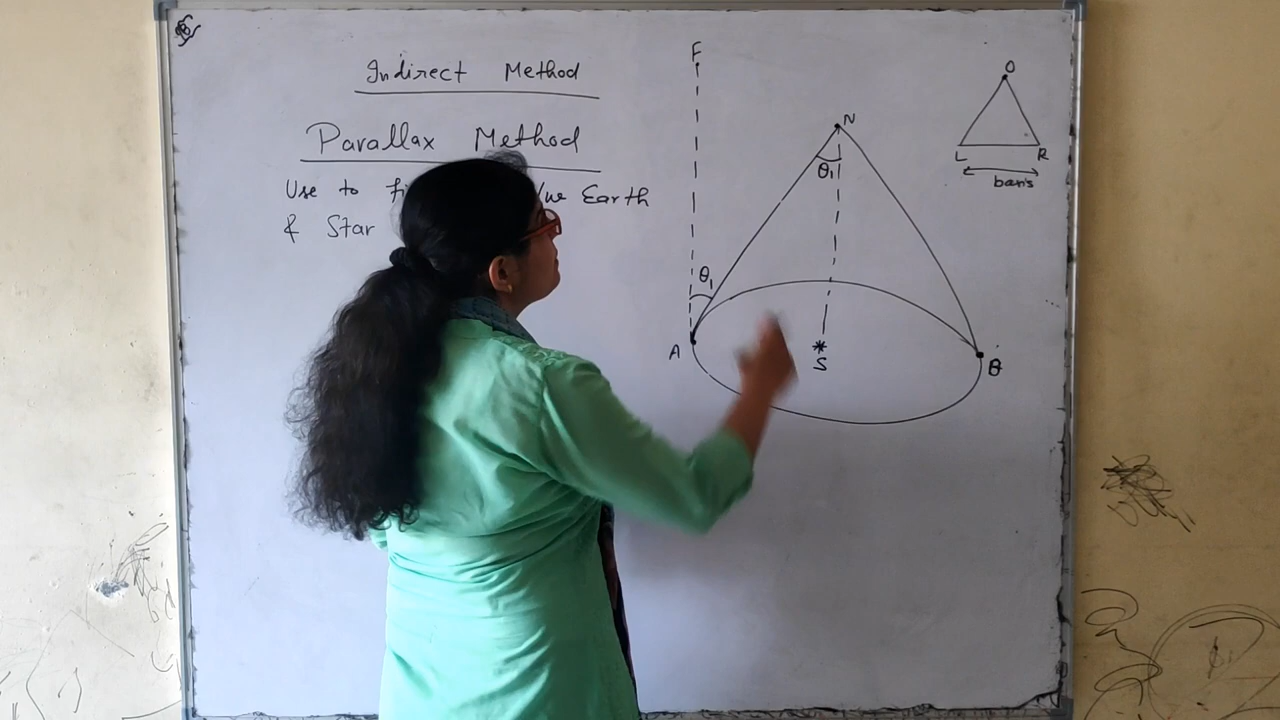 Indirect Method
Parallax Method
Use to Earth
& Star
F
N
θ₁
θ₁
A
S
B
O
L R
basis